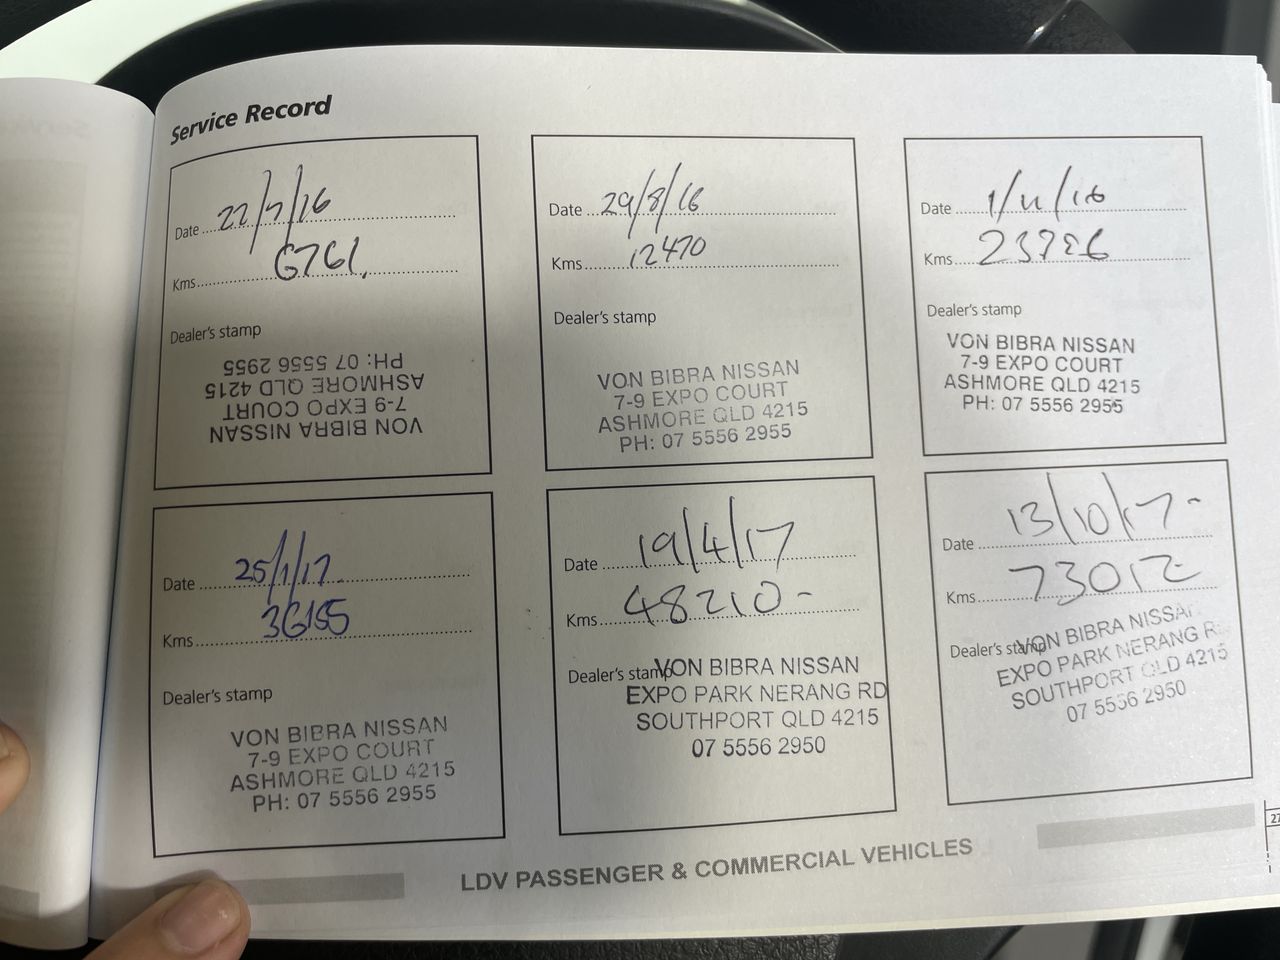 Service Record
Date 22/7/16
Kms 6761
Dealer's stamp
VON BIBRA NISSAN
7-9 EXPO COURT
ASHMORE QLD 4215
PH: 07 5556 2955
Date 29/8/16
Kms 12470
Dealer's stamp
VON BIBRA NISSAN
7-9 EXPO COURT
ASHMORE QLD 4215
PH: 07 5556 2955
Date 1/11/16
Kms
Dealer's stamp
VON BIBRA NISSAN
7-9 EXPO COURT
ASHMORE QLD 4215
PH: 07 5556 2955
Date 25/1/17
Kms 36155
Dealer's stamp
VON BIBRA NISSAN
7-9 EXPO COURT
ASHMORE QLD 4215
PH: 07 5556 2955
Date 19/4/17
Kms 48210-
Dealer's stamp
VON BIBRA NISSAN
EXPO PARK NERANG RD
SOUTHPORT QLD 4215
07 5556 2950
Date 13/10/17-
Kms 73012
Dealer's stamp
VON BIBRA NISSAN
EXPO PARK NERANG R
SOUTHPORT QLD 4215
07 5556 2950
LDV PASSENGER & COMMERCIAL VEHICLES
27